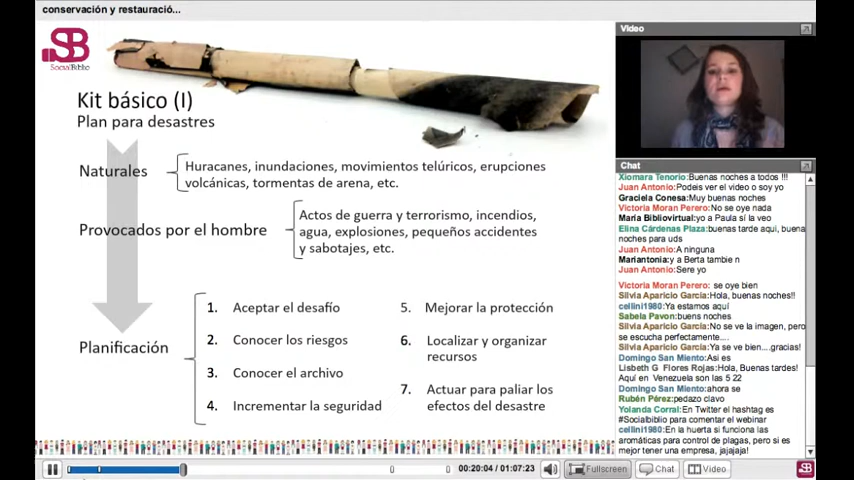 conservación y restauració...
SB
SocialBiblio
Kit básico (I)
Plan para desastres
Naturales
Huracanes, inundaciones, movimientos telúricos, erupciones
volcánicas, tormentas de arena, etc.
Provocados por el hombre
Actos de guerra y terrorismo, incendios,
agua, explosiones, pequeños accidentes
y sabotajes, etc.
Planificación
1. Aceptar el desafío
2. Conocer los riesgos
3. Conocer el archivo
4. Incrementar la seguridad
5. Mejorar la protección
6. Localizar y organizar
recursos
7. Actuar para paliar los
efectos del desastre
Video
Chat
Xiomara Tenorio:Buenas noches a todos !!!
Juan Antonio:Podeis ver el video o soy yo
Graciela Conesa:Muy buenas noches
Victoria Moran Perero:No se oye nada
María Bibliovirtual:yo a Paula sí la veo
Elina Cárdenas Plaza:buenas tarde aqui, buena
noches para uds
Juan Antonio:A ninguna
Mariantonia:y a Berta tambie n
Juan Antonio:Sere yo
Victoria Moran Perero: se oye bien
Silvia Aparicio García:Hola, buenas noches!!
cellini1980:Ya estamos aquí
Sabela Pavon:buens noches
Silvia Aparicio García:No se ve la imagen, pero
se escucha perfectamente....
Silvia Aparicio García:Ya se ve bien....gracias!
Domingo San Miento:Asi es
Lisbeth G Flores Rojas:Hola, Buenas tardes!
Aquí en Venezuela son las 5 22
Domingo San Miento:ahora se
Rubén Pérez:pedazo clavo
Yolanda Corral:En Twitter el hashtag es
#Socialbiblio para comentar el webinar
cellini1980:En la huerta si funciona las
aromáticas para control de plagas, pero si es
mejor tener una empresa, jajajaja!
00:20:04 / 01:07:23
Fullscreen
Chat
Video
SB